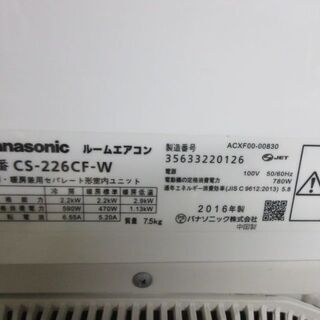 Panasonic ルームエアコン
番 CS-226CF-W
暖房兼用セパレート形室内ユニット
冷房 暖房標準 暖房低温
2.2kW 2.2kW 2.9kW
590W 470W 1.13kW
6.55A 5.20A 7.5kg
製造番号 ACXF00-00830
35633220126 JET
電源 100V 50/60Hz
電動機の定格消費電力 780W
通年エネルギー消費効率(JIS C 9612:2013) 5.8
2016年製
パナソニック株式会社
中国製